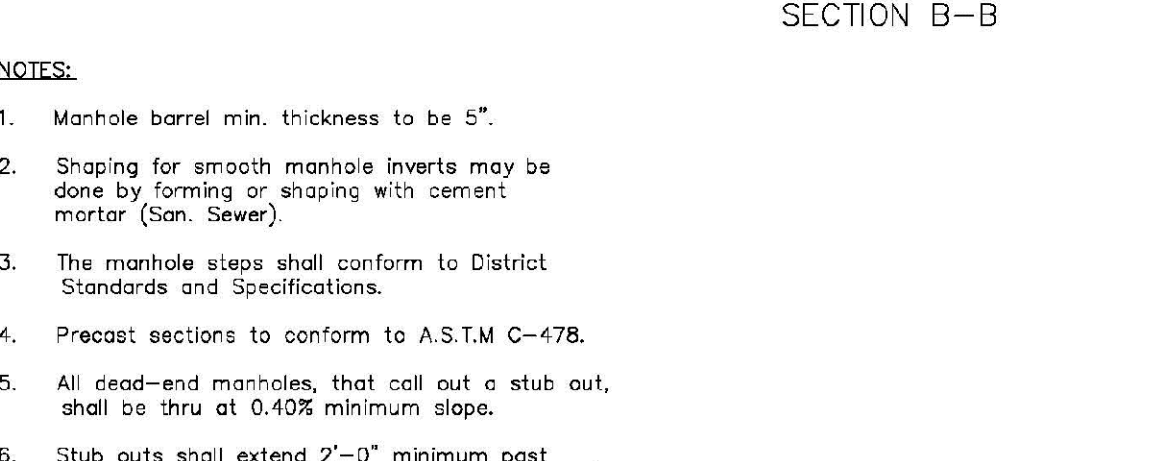 SECTION B-B
NOTES:
1. Manhole barrel min. thickness to be 5".
2. Shaping for smooth manhole inverts may be
done by forming or shaping with cement
mortar (San. Sewer).
3. The manhole steps shall conform to District
Standards and Specifications.
4. Precast sections to conform to A.S.T.M C-478.
5. All dead-end manholes, that call out a stub out,
shall be thru at 0.40% minimum slope.
6. Stub outs shall extend 2'-0" minimum past